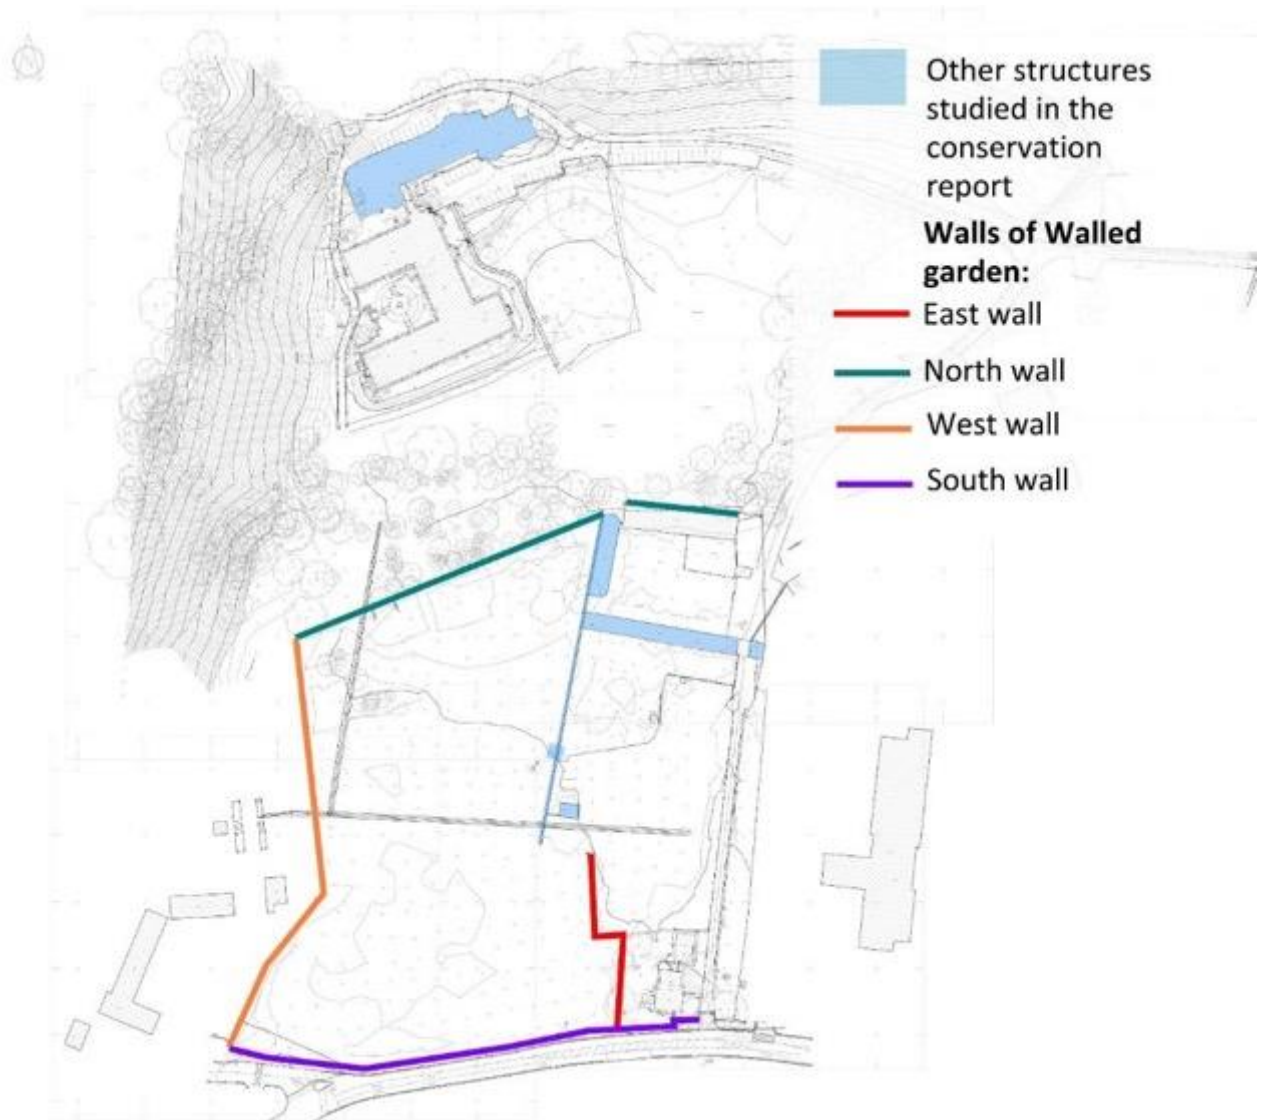 N
Other structures
studied in the
conservation
report
Walls of Walled
garden:
East wall
North wall
West wall
South wall